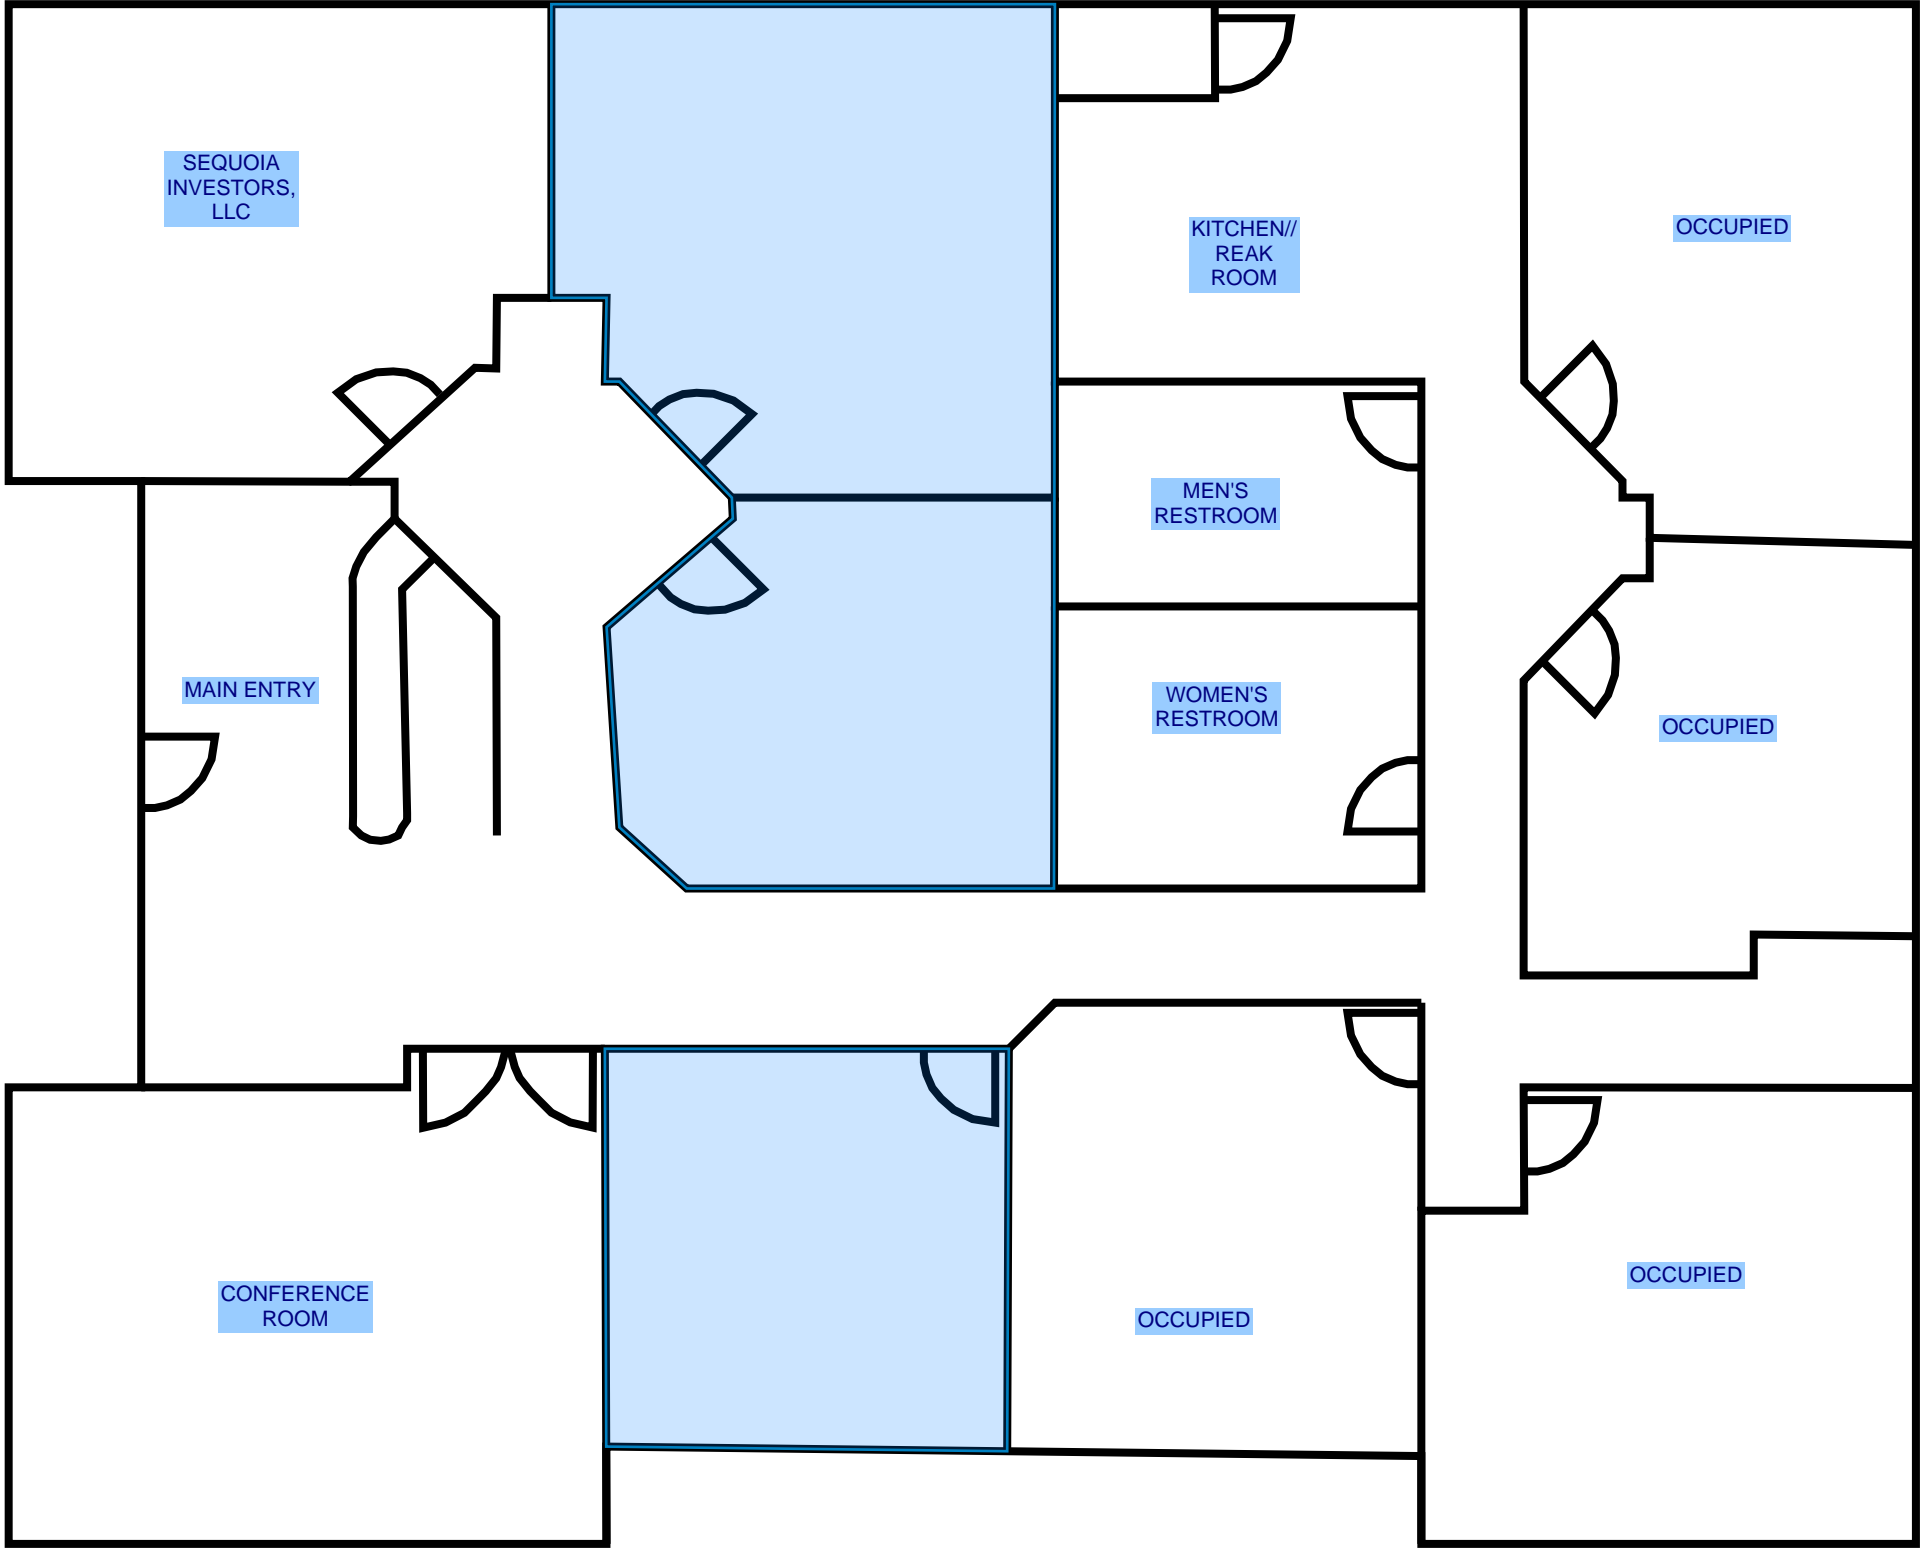 SEQUOIA
INVESTORS,
LLC
KITCHEN//
REAK
ROOM
OCCUPIED
MEN'S
RESTROOM
WOMEN'S
RESTROOM
MAIN ENTRY
OCCUPIED
CONFERENCE
ROOM
OCCUPIED
OCCUPIED